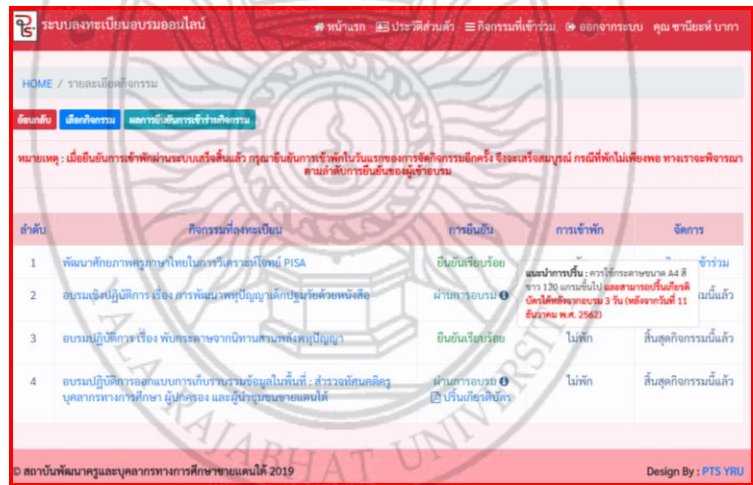 ระบบลงทะเบียนอบรมออนไลน์
หน้าแรก ประวัติส่วนตัว กิจกรรมที่เข้าร่วม ออกจากระบบ คุณ ซานียะห์ บากา
HOME / รายละเอียดกิจกรรม
ย้อนกลับ เลือกกิจกรรม ผลการยืนยันการเข้าร่วมกิจกรรม
หมายเหตุ : เมื่อยืนยันการเข้าพักผ่านระบบเสร็จสิ้นแล้ว กรุณายืนยันการเข้าพักในวันแรกของการจัดกิจกรรมอีกครั้ง จึงจะเสร็จสมบูรณ์ กรณีที่พักไม่เพียงพอ ทางเราจะพิจารณา
ตามลำดับการยืนยันของผู้เข้าอบรม
ลำดับ กิจกรรมที่ลงทะเบียน การยืนยัน การเข้าพัก จัดการ
1 พัฒนาศักยภาพครูภาษาไทยในการวิเคราะห์โจทย์ PISA ยืนยันเรียบร้อย
แนะนำการปริ้น : ควรใช้กระดาษขนาด A4 สี
ขาว 120 แกรมขึ้นไป และสามารถปริ้นเกียรติ
บัตรได้หลังจากอบรม 3 วัน (หลังจากวันที่ 11
ธันวาคม พ.ศ. 2562)
2 อบรมเชิงปฏิบัติการ เรื่อง การพัฒนาพหุปัญญาเด็กปฐมวัยด้วยหนังสือ ผ่านการอบรม
3 อบรมปฏิบัติการ เรื่อง พับกระดาษจากนิทานสานพลังพหุปัญญา ยืนยันเรียบร้อย ไม่พัก สิ้นสุดกิจกรรมนี้แล้ว
4 อบรมปฏิบัติการออกแบบการเก็บรวบรวมข้อมูลในพื้นที่ : สำรวจทัศนคติครู ผ่านการอบรม ไม่พัก สิ้นสุดกิจกรรมนี้แล้ว
บุคลากรทางการศึกษา ผู้ปกครอง และผู้นำชุมชนชายแดนใต้ ปริ้นเกียรติบัตร
YALA RAJABHAT UNIV
© สถาบันพัฒนาครูและบุคลากรทางการศึกษาชายแดนใต้ 2019 Design By : PTS YRU